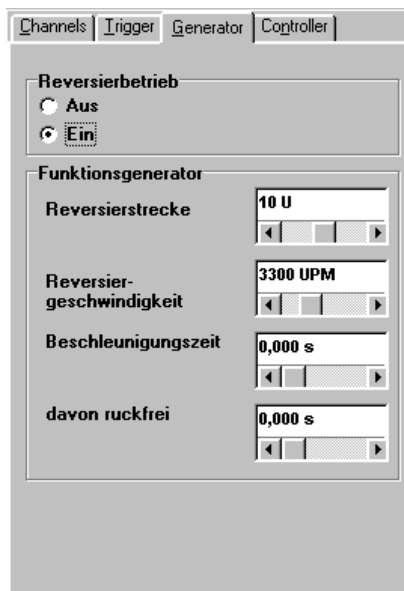 Channels Trigger Generator Controller
Reversierbetrieb
Aus
Ein
Funktionsgenerator
Reversierstrecke
10 U
Reversier-
geschwindigkeit
3300 UPM
Beschleunigungszeit
0,000 s
davon ruckfrei
0,000 s